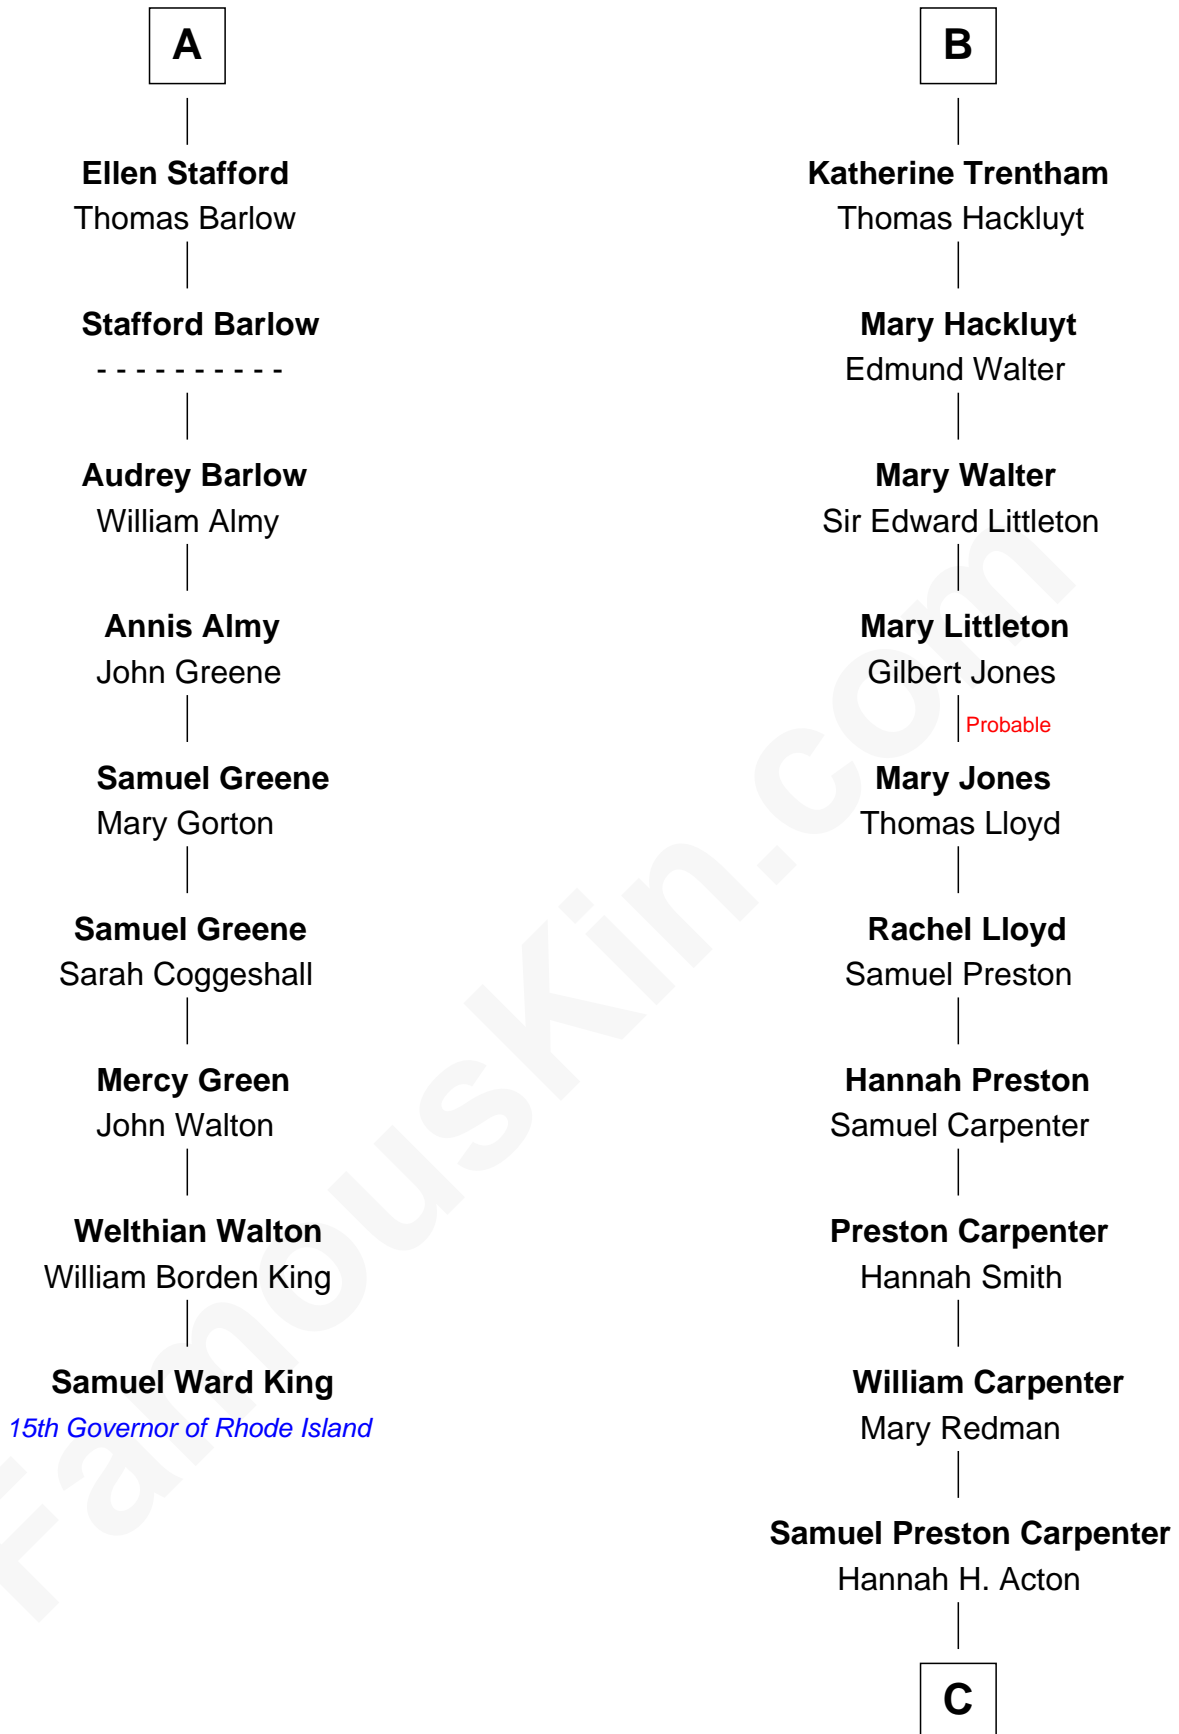 A
Ellen Stafford
Thomas Barlow
Stafford Barlow
- - - - - - - - - -
Audrey Barlow
William Almy
Annis Almy
John Greene
Samuel Greene
Mary Gorton
Samuel Greene
Sarah Coggeshall
Mercy Green
John Walton
Welthian Walton
William Borden King
Samuel Ward King
15th Governor of Rhode Island
B
Katherine Trentham
Thomas Hackluyt
Mary Hackluyt
Edmund Walter
Mary Walter
Sir Edward Littleton
Mary Littleton
Gilbert Jones
Probable
Mary Jones
Thomas Lloyd
Rachel Lloyd
Samuel Preston
Hannah Preston
Samuel Carpenter
Preston Carpenter
Hannah Smith
William Carpenter
Mary Redman
Samuel Preston Carpenter
Hannah H. Acton
C
FamousKin.com